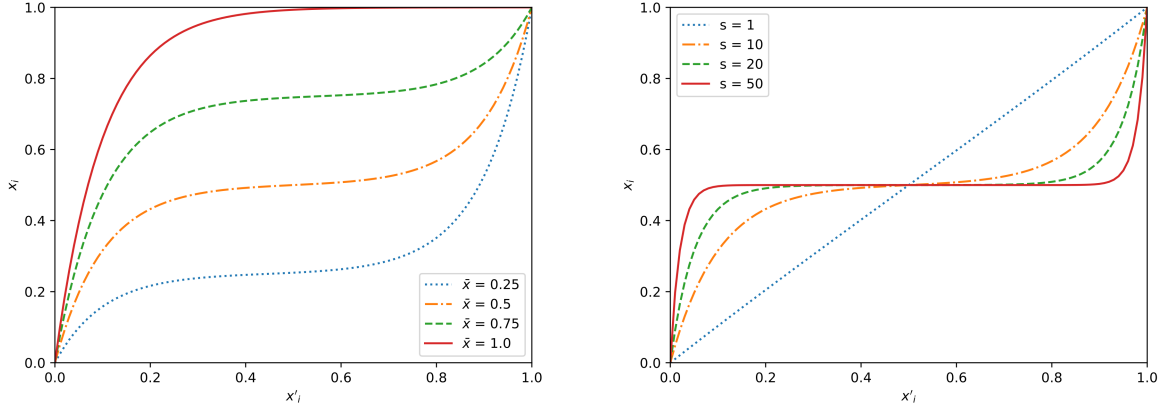 1.0
0.8
0.6
0.4
0.2
0.0
x_i
0.0 0.2 0.4 0.6 0.8 1.0
x'_i
x̄ = 0.25
x̄ = 0.5
x̄ = 0.75
x̄ = 1.0
1.0
0.8
0.6
0.4
0.2
0.0
x_i
0.0 0.2 0.4 0.6 0.8 1.0
x'_i
s = 1
s = 10
s = 20
s = 50